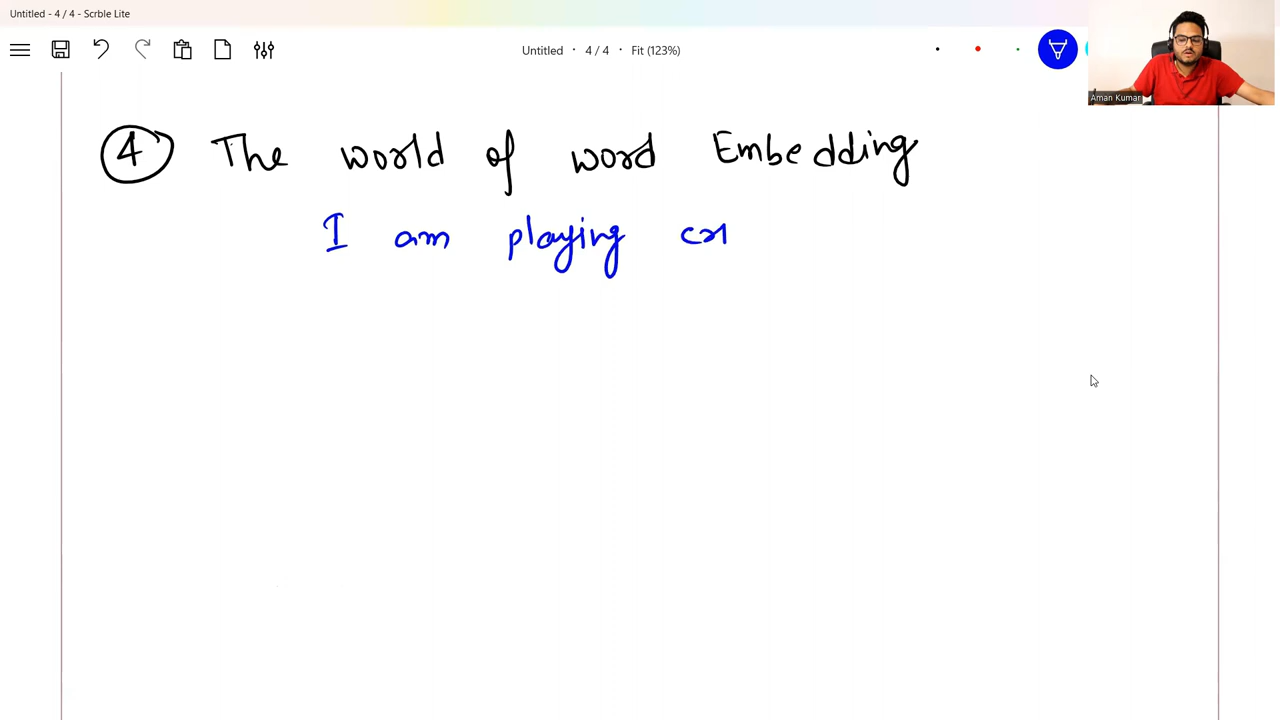 Untitled - 4 / 4 - Scrble Lite
Untitled • 4 / 4 • Fit (123%)
Aman Kumar
4 The world of word Embedding
I am playing cr